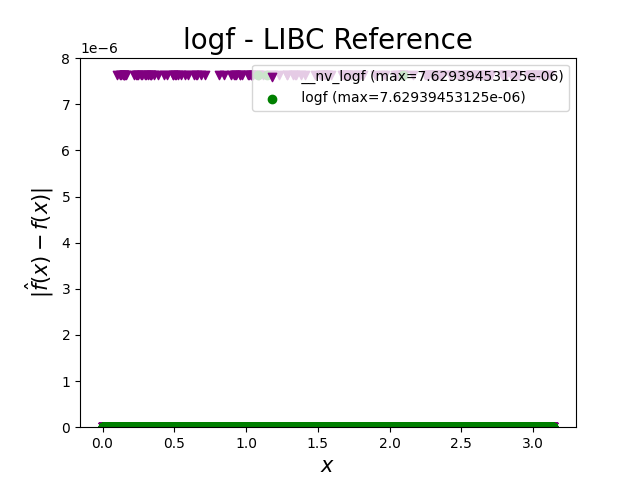 logf - LIBC Reference
1e−6
8
7
6
5
4
3
2
1
0
|f̂(x) − f(x)|
__nv_logf (max=7.62939453125e-06)
logf (max=7.62939453125e-06)
0.0 0.5 1.0 1.5 2.0 2.5 3.0
x